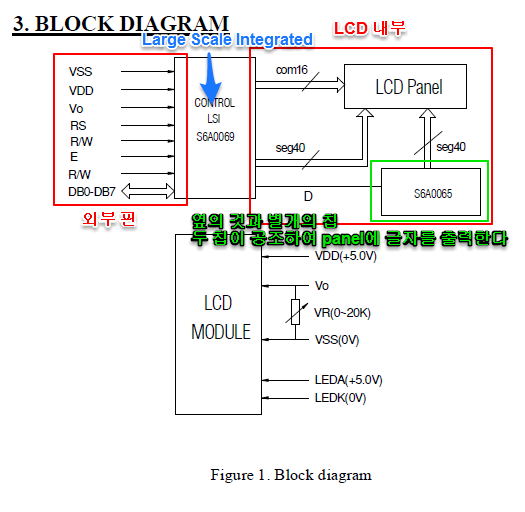 3. BLOCK DIAGRAM
Large Scale Integrated
LCD 내부
VSS
VDD
Vo
RS
R/W
E
R/W
DB0-DB7
외부 핀
CONTROL
LSI
S6A0069
com16
seg40
D
LCD Panel
seg40
S6A0065
옆의 것과 별개의 칩
두 칩이 공조하여 panel에 글자를 출력한다
LCD
MODULE
VDD(+5.0V)
Vo
VR(0~20K)
VSS(0V)
LEDA(+5.0V)
LEDK(0V)
Figure 1. Block diagram